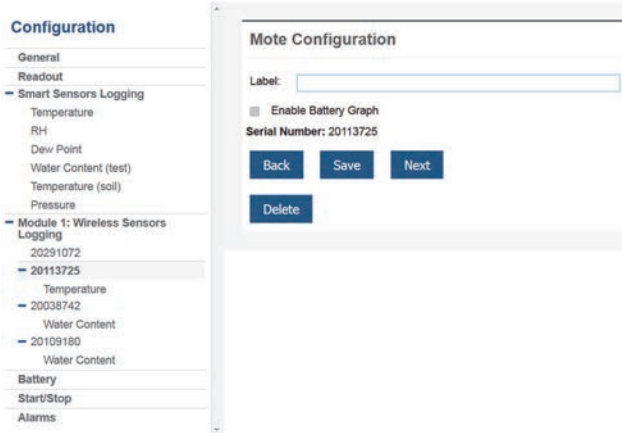 Configuration
General
Readout
Smart Sensors Logging
Temperature
RH
Dew Point
Water Content (test)
Temperature (soil)
Pressure
Module 1: Wireless Sensors
Logging
20291072
20113725
Temperature
20038742
Water Content
20109180
Water Content
Battery
Start/Stop
Alarms
Mote Configuration
Label:
Enable Battery Graph
Serial Number: 20113725
Back Save Next
Delete